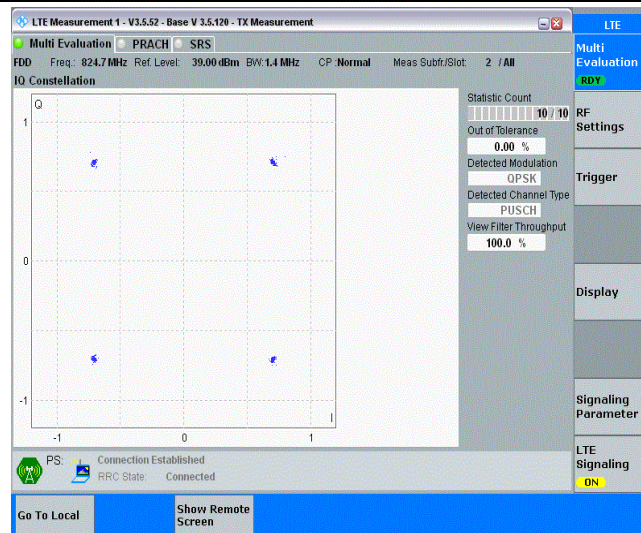 LTE Measurement 1 - V3.5.52 - Base V 3.5.120 - TX Measurement
LTE
Multi Evaluation PRACH SRS
FDD Freq.: 824.7 MHz Ref. Level: 39.00 dBm BW: 1.4 MHz CP : Normal Meas Subfr./Slot: 2 / All
IQ Constellation
Q
1
0
-1
-1 0 1
I
Statistic Count
10 / 10
Out of Tolerance
0.00 %
Detected Modulation
QPSK
Detected Channel Type
PUSCH
View Filter Throughput
100.0 %
Multi
Evaluation
RDY
RF
Settings
Trigger
Display
Signaling
Parameter
LTE
Signaling
ON
PS: Connection Established
RRC State: Connected
Go To Local
Show Remote
Screen